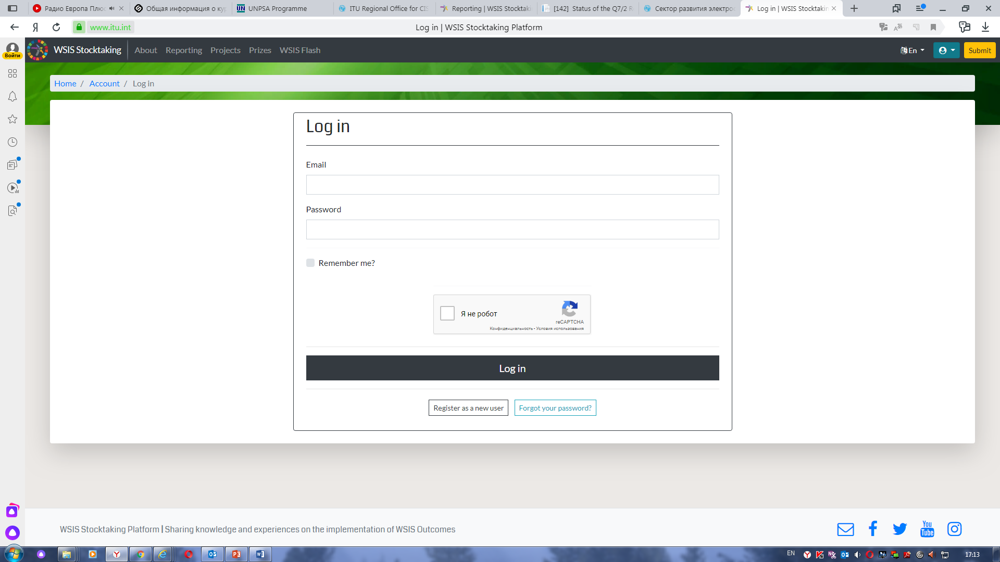 Радио Европа Плюс
Общая информация о кур
UNPSA Programme
ITU Regional Office for CIS
Reporting | WSIS Stocktakin
[142] Status of the Q7/2 R
Сектор развития электрос
Log in | WSIS Stocktakin
Я
www.itu.int
Log in | WSIS Stocktaking Platform
Войти
WSIS Stocktaking
About
Reporting
Projects
Prizes
WSIS Flash
En
Submit
Home / Account / Log in
Log in
Email
Password
Remember me?
Я не робот
reCAPTCHA
Конфиденциальность - Условия использования
Log in
Register as a new user
Forgot your password?
WSIS Stocktaking Platform | Sharing knowledge and experiences on the implementation of WSIS Outcomes
You
Tube
EN
17:13